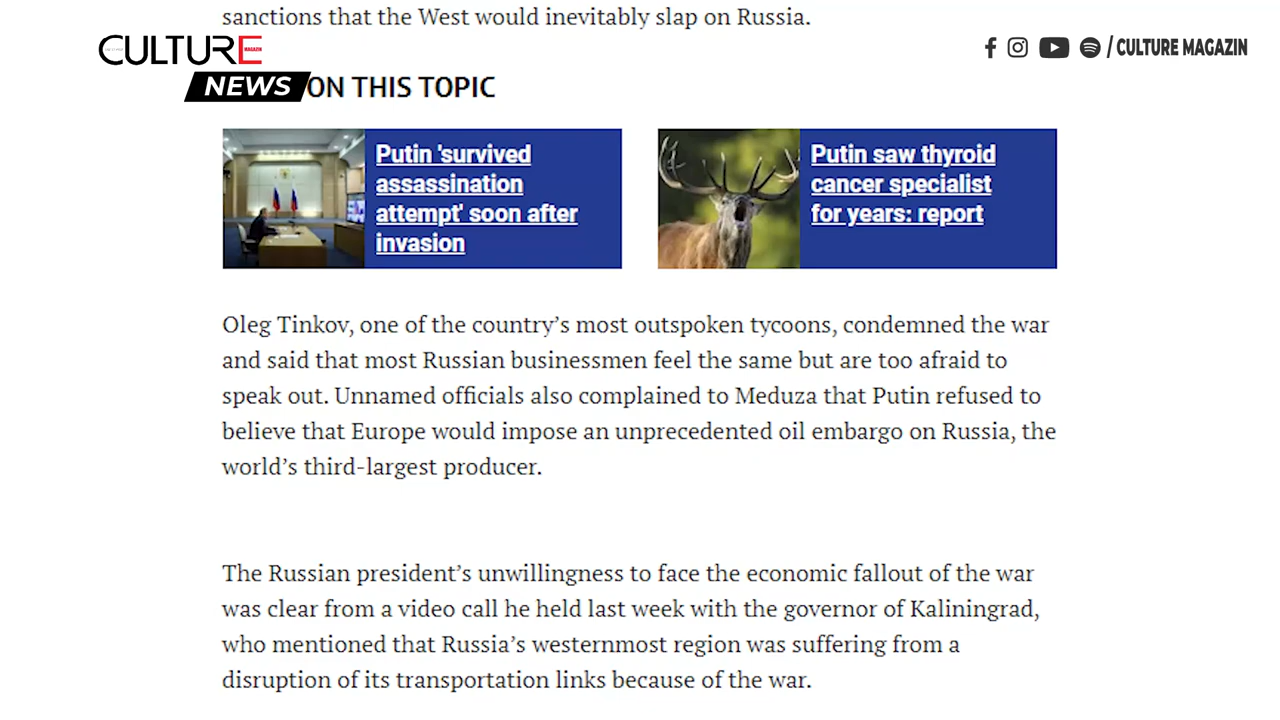 sanctions that the West would inevitably slap on Russia.
CULTURE
MAGAZIN
/ CULTURE MAGAZIN
NEWS
ON THIS TOPIC
Putin 'survived
assassination
attempt' soon after
invasion
Putin saw thyroid
cancer specialist
for years: report
Oleg Tinkov, one of the country’s most outspoken tycoons, condemned the war
and said that most Russian businessmen feel the same but are too afraid to
speak out. Unnamed officials also complained to Meduza that Putin refused to
believe that Europe would impose an unprecedented oil embargo on Russia, the
world’s third-largest producer.
The Russian president’s unwillingness to face the economic fallout of the war
was clear from a video call he held last week with the governor of Kaliningrad,
who mentioned that Russia’s westernmost region was suffering from a
disruption of its transportation links because of the war.